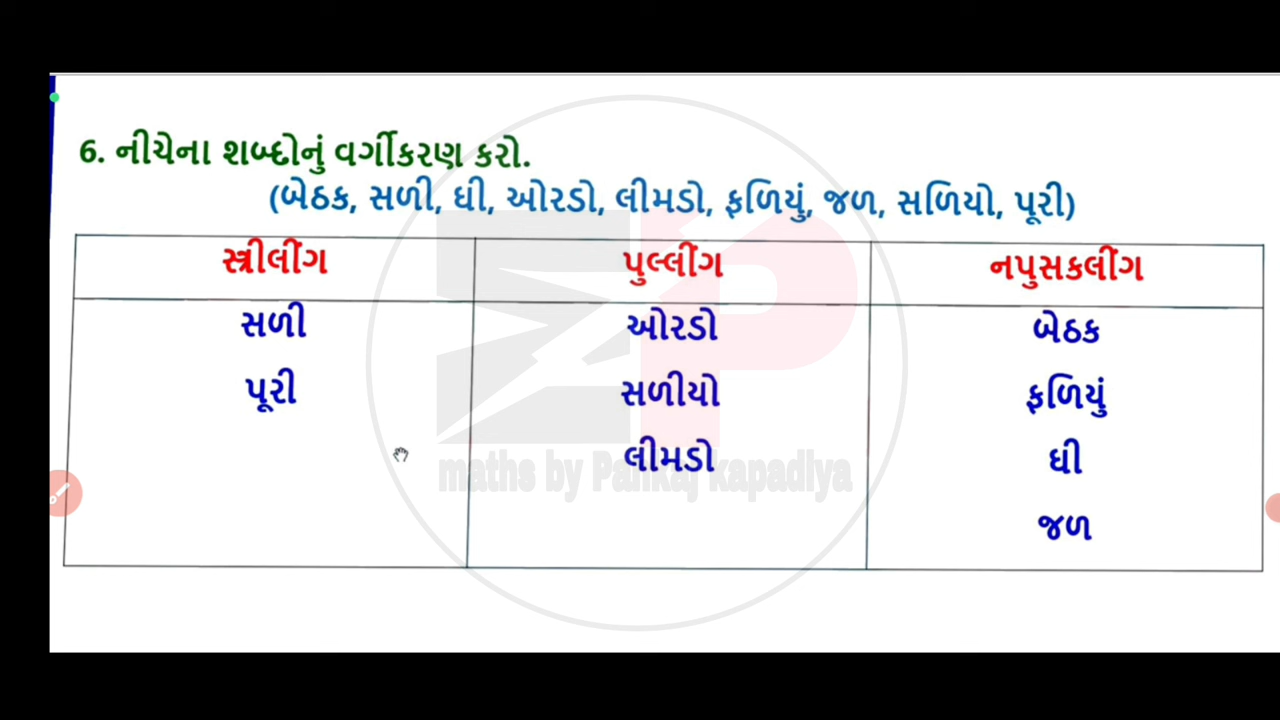 6. નીચેના શબ્દોનું વર્ગીકરણ કરો.
(બેઠક, સળી, ઘી, ઓરડો, લીમડો, ફળિયું, જળ, સળિયો, પૂરી)
સ્ત્રીલીંગ પુલ્લીંગ નપુસકલીંગ
સળી ઓરડો બેઠક
પૂરી સળીયો ફળિયું
લીમડો ઘી
maths by Pankaj kapadiya
જળ